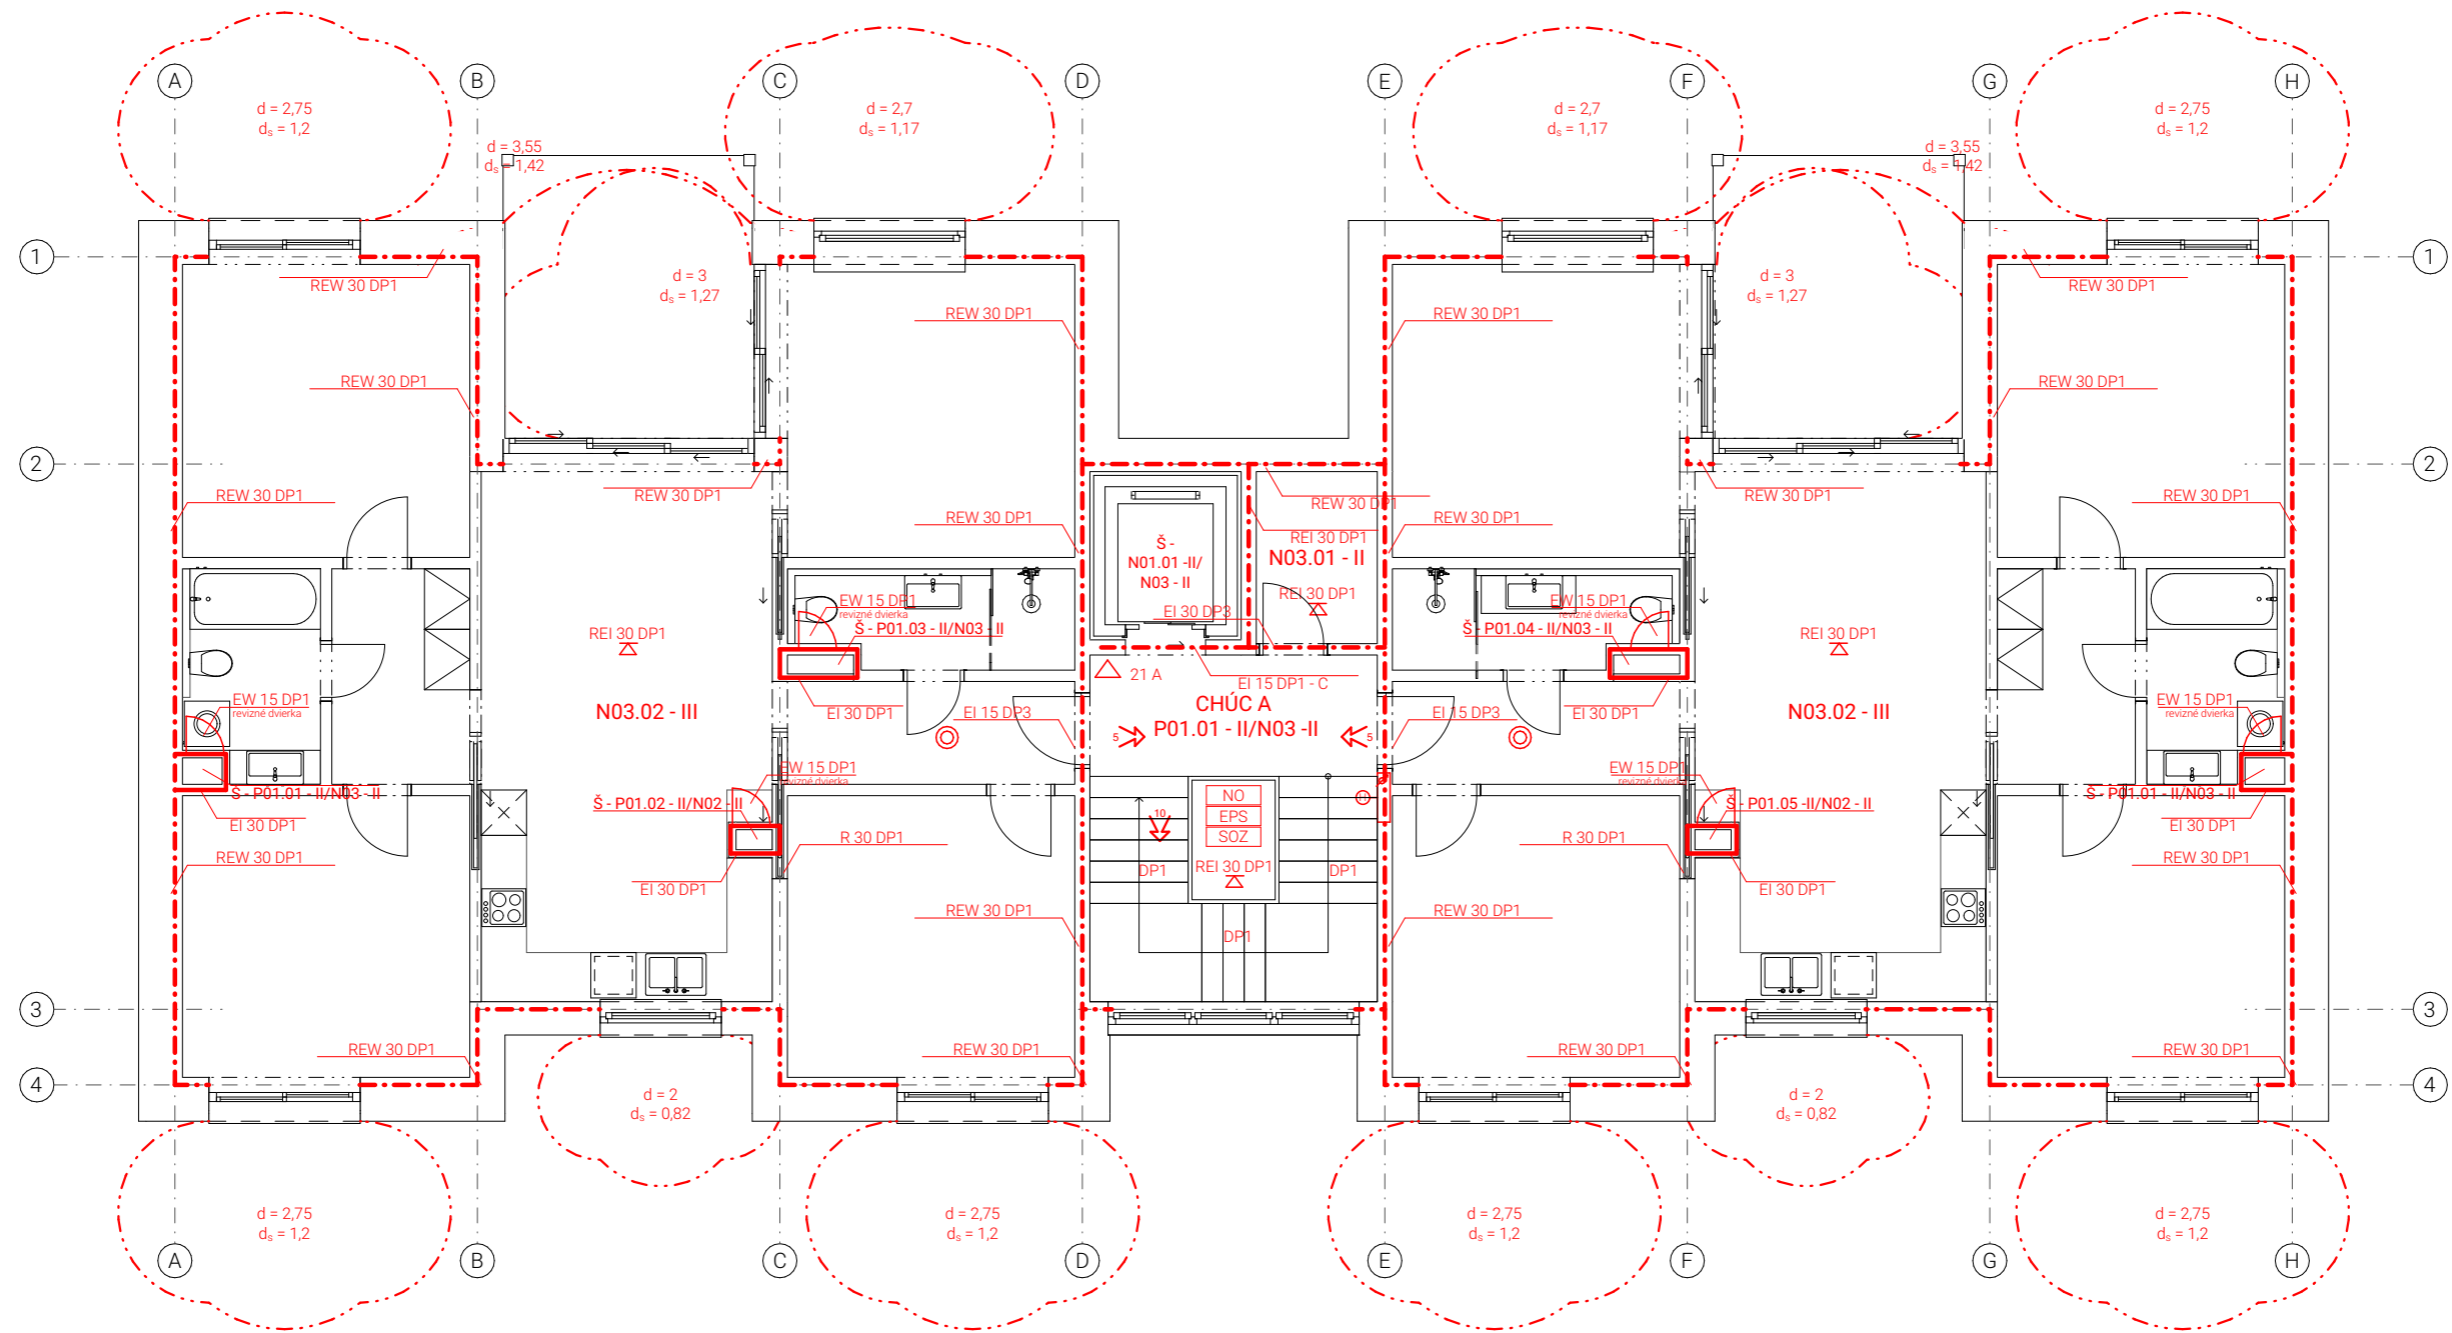 A
B
C
D
E
F
G
H
d = 2,75
dₛ = 1,2
d = 2,7
dₛ = 1,17
d = 2,7
dₛ = 1,17
d = 2,75
dₛ = 1,2
d = 3,55
dₛ = 1,42
d = 3,55
dₛ = 1,42
1
1
REW 30 DP1
d = 3
dₛ = 1,27
d = 3
dₛ = 1,27
REW 30 DP1
REW 30 DP1
REW 30 DP1
REW 30 DP1
REW 30 DP1
2
2
REW 30 DP1
REW 30 DP1
REW 30 DP1
REW 30 DP1
REW 30 DP1
REW 30 DP1
REW 30 DP1
REW 30 DP1
REI 30 DP1
Š -
N01.01 -II/
N03 - II
N03.01 - II
REI 30 DP1
EI 30 DP3
EW 15 DP1
revizné dvierka
Š - P01.03 - II/N03 - II
EW 15 DP1
revizné dvierka
Š - P01.04 - II/N03 - II
REI 30 DP1
REI 30 DP1
21 A
EI 15 DP1 - C
EW 15 DP1
revizné dvierka
N03.02 - III
EI 30 DP1
EI 15 DP3
CHÚC A
P01.01 - II/N03 -II
5
5
EI 15 DP3
EI 30 DP1
N03.02 - III
EW 15 DP1
revizné dvierka
Š - P01.01 - II/N03 - II
EI 30 DP1
EW 15 DP1
revizné dvierka
Š - P01.02 - II/N02 - II
EW 15 DP1
revizné dvierka
Š - P01.05 -II/N02 - II
Š - P01.01 - II/N03 - II
EI 30 DP1
NO
EPS
SOZ
10
H
REW 30 DP1
R 30 DP1
EI 30 DP1
DP1
REI 30 DP1
DP1
R 30 DP1
EI 30 DP1
REW 30 DP1
REW 30 DP1
REW 30 DP1
DP1
3
3
REW 30 DP1
REW 30 DP1
REW 30 DP1
REW 30 DP1
4
4
d = 2
dₛ = 0,82
d = 2
dₛ = 0,82
d = 2,75
dₛ = 1,2
d = 2,75
dₛ = 1,2
d = 2,75
dₛ = 1,2
d = 2,75
dₛ = 1,2
A
B
C
D
E
F
G
H